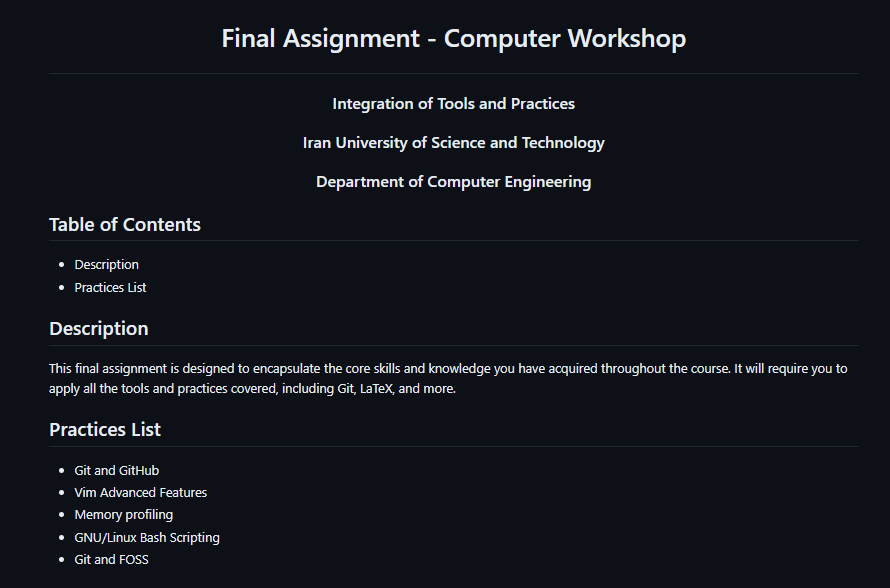 Final Assignment - Computer Workshop
Integration of Tools and Practices
Iran University of Science and Technology
Department of Computer Engineering
Table of Contents
Description
Practices List
Description
This final assignment is designed to encapsulate the core skills and knowledge you have acquired throughout the course. It will require you to
apply all the tools and practices covered, including Git, LaTeX, and more.
Practices List
Git and GitHub
Vim Advanced Features
Memory profiling
GNU/Linux Bash Scripting
Git and FOSS